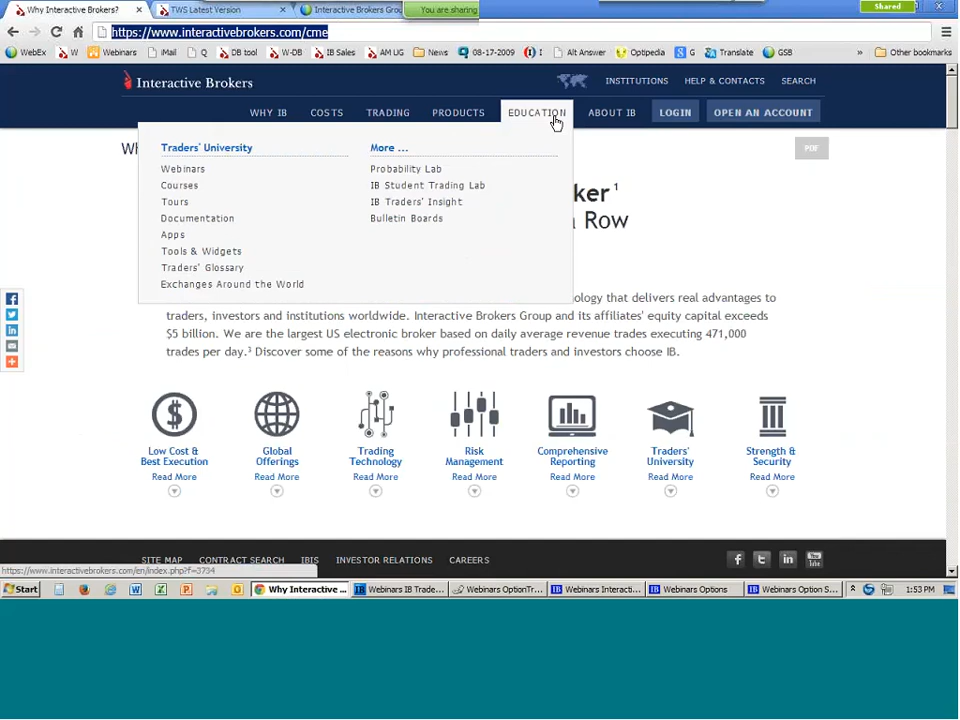 Why Interactive Brokers? TWS Latest Version Interactive Brokers Grou You are sharing Shared
https://www.interactivebrokers.com/cme
WebEx W Webinars iMail Q DB tool W-DB IB Sales AM UG News 08-17-2009 I Alt Answer Optipedia G Translate GSB » Other bookmarks
Interactive Brokers INSTITUTIONS HELP & CONTACTS SEARCH
WHY IB COSTS TRADING PRODUCTS EDUCATION ABOUT IB LOGIN OPEN AN ACCOUNT
Traders' University More ...
PDF
Webinars Probability Lab
Courses IB Student Trading Lab
Tours IB Traders' Insight
Documentation Bulletin Boards
Apps
Tools & Widgets
Traders' Glossary
Exchanges Around the World
ker 1
Row
ology that delivers real advantages to
traders, investors and institutions worldwide. Interactive Brokers Group and its affiliates' equity capital exceeds
$5 billion. We are the largest US electronic broker based on daily average revenue trades executing 471,000
trades per day.3 Discover some of the reasons why professional traders and investors choose IB.
Low Cost & Global Trading Risk Comprehensive Traders' Strength &
Best Execution Offerings Technology Management Reporting University Security
Read More Read More Read More Read More Read More Read More Read More
SITE MAP CONTRACT SEARCH IBIS INVESTOR RELATIONS CAREERS
https://www.interactivebrokers.com/en/index.php?f=3734
Start Why Interactive ... Webinars IB Trade... Webinars OptionTr... Webinars Interacti... Webinars Options Webinars Option S... 1:53 PM